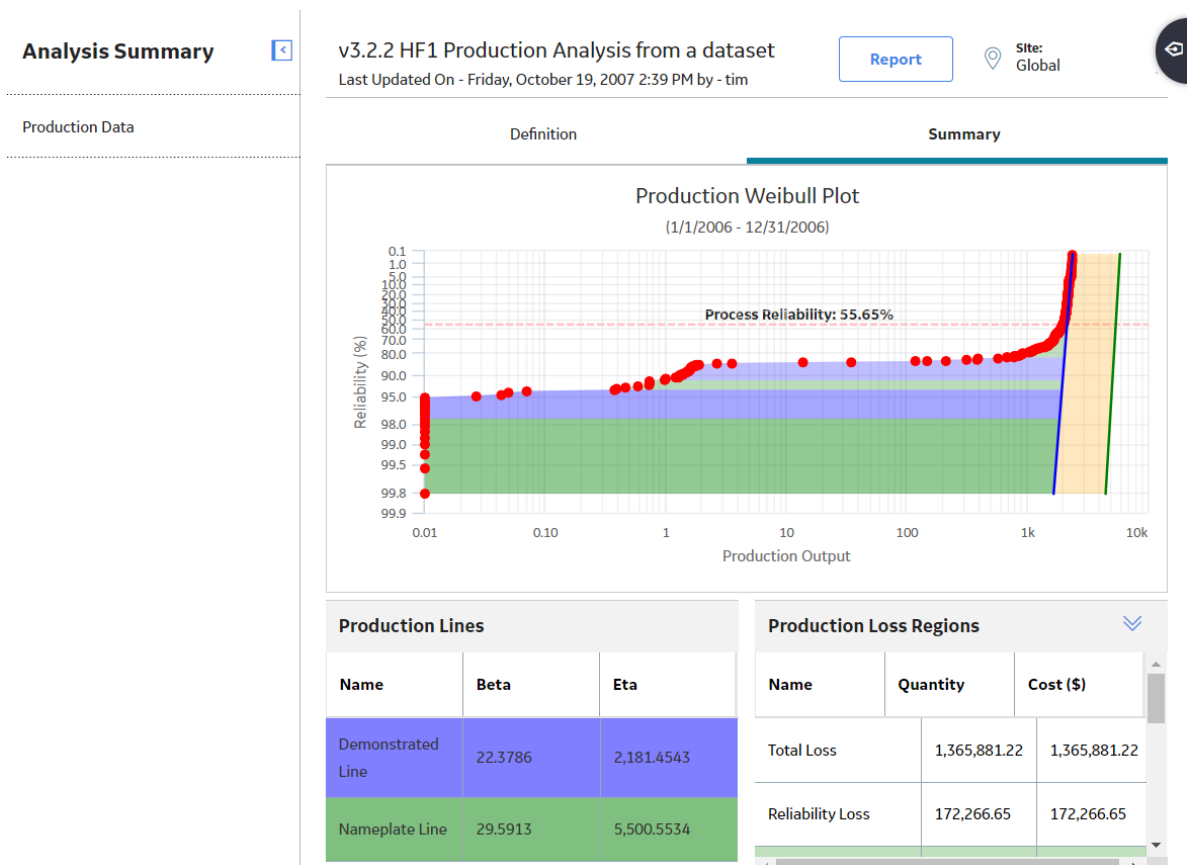 Analysis Summary
Production Data
v3.2.2 HF1 Production Analysis from a dataset
Last Updated On - Friday, October 19, 2007 2:39 PM by - tim
Report
Site:
Global
Definition
Summary
Production Weibull Plot
(1/1/2006 - 12/31/2006)
Reliability (%)
0.1
1.0
5.0
10.0
20.0
30.0
40.0
50.0
60.0
70.0
80.0
90.0
95.0
98.0
99.0
99.5
99.8
99.9
Process Reliability: 55.65%
0.01 0.10 1 10 100 1k 10k
Production Output
Production Lines
Name Beta Eta
Demonstrated
Line
22.3786 2,181.4543
Nameplate Line 29.5913 5,500.5534
Production Loss Regions
Name Quantity Cost ($)
Total Loss 1,365,881.22 1,365,881.22
Reliability Loss 172,266.65 172,266.65